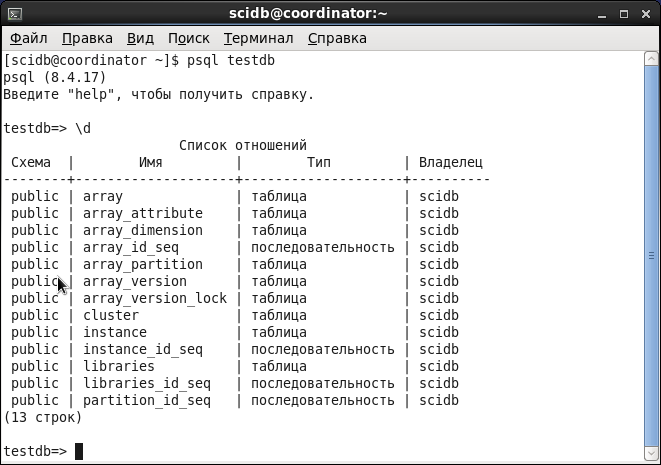 scidb@coordinator:~
Файл Правка Вид Поиск Терминал Справка
[scidb@coordinator ~]$ psql testdb
psql (8.4.17)
Введите "help", чтобы получить справку.
testdb=> \d
Список отношений
Схема | Имя | Тип | Владелец
--------+--------------------+--------------------+----------
public | array | таблица | scidb
public | array_attribute | таблица | scidb
public | array_dimension | таблица | scidb
public | array_id_seq | последовательность | scidb
public | array_partition | таблица | scidb
public | array_version | таблица | scidb
public | array_version_lock | таблица | scidb
public | cluster | таблица | scidb
public | instance | таблица | scidb
public | instance_id_seq | последовательность | scidb
public | libraries | таблица | scidb
public | libraries_id_seq | последовательность | scidb
public | partition_id_seq | последовательность | scidb
(13 строк)
testdb=>